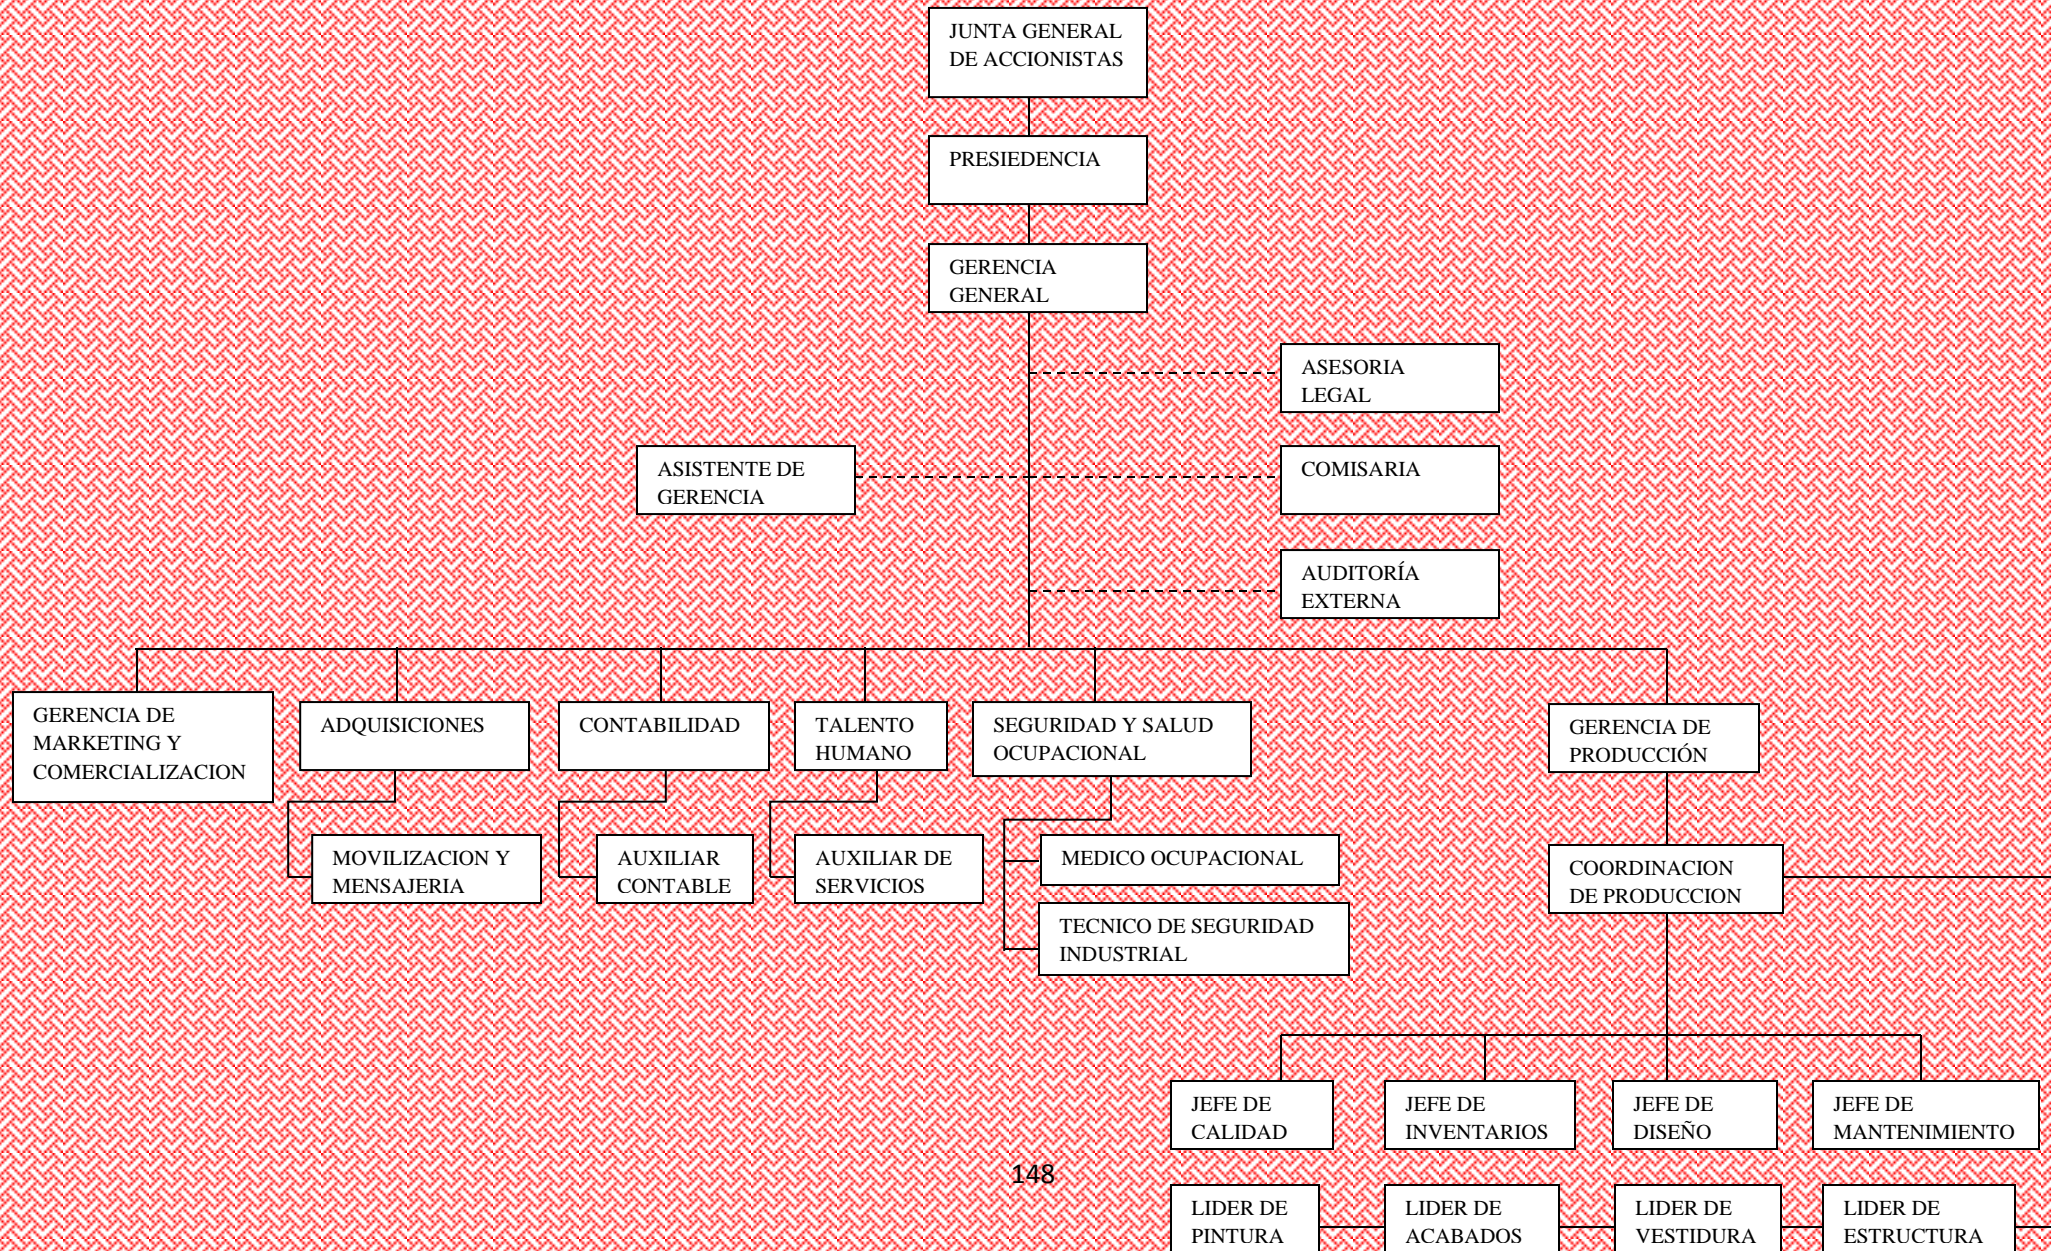 JUNTA GENERAL
DE ACCIONISTAS
PRESIEDENCIA
GERENCIA
GENERAL
ASESORIA
LEGAL
ASISTENTE DE
GERENCIA
COMISARIA
AUDITORÍA
EXTERNA
GERENCIA DE
MARKETING Y
COMERCIALIZACION
ADQUISICIONES
CONTABILIDAD
TALENTO
HUMANO
SEGURIDAD Y SALUD
OCUPACIONAL
GERENCIA DE
PRODUCCIÓN
MOVILIZACION Y
MENSAJERIA
AUXILIAR
CONTABLE
AUXILIAR DE
SERVICIOS
MEDICO OCUPACIONAL
TECNICO DE SEGURIDAD
INDUSTRIAL
COORDINACION
DE PRODUCCION
JEFE DE
CALIDAD
JEFE DE
INVENTARIOS
JEFE DE
DISEÑO
JEFE DE
MANTENIMIENTO
148
LIDER DE
PINTURA
LIDER DE
ACABADOS
LIDER DE
VESTIDURA
LIDER DE
ESTRUCTURA